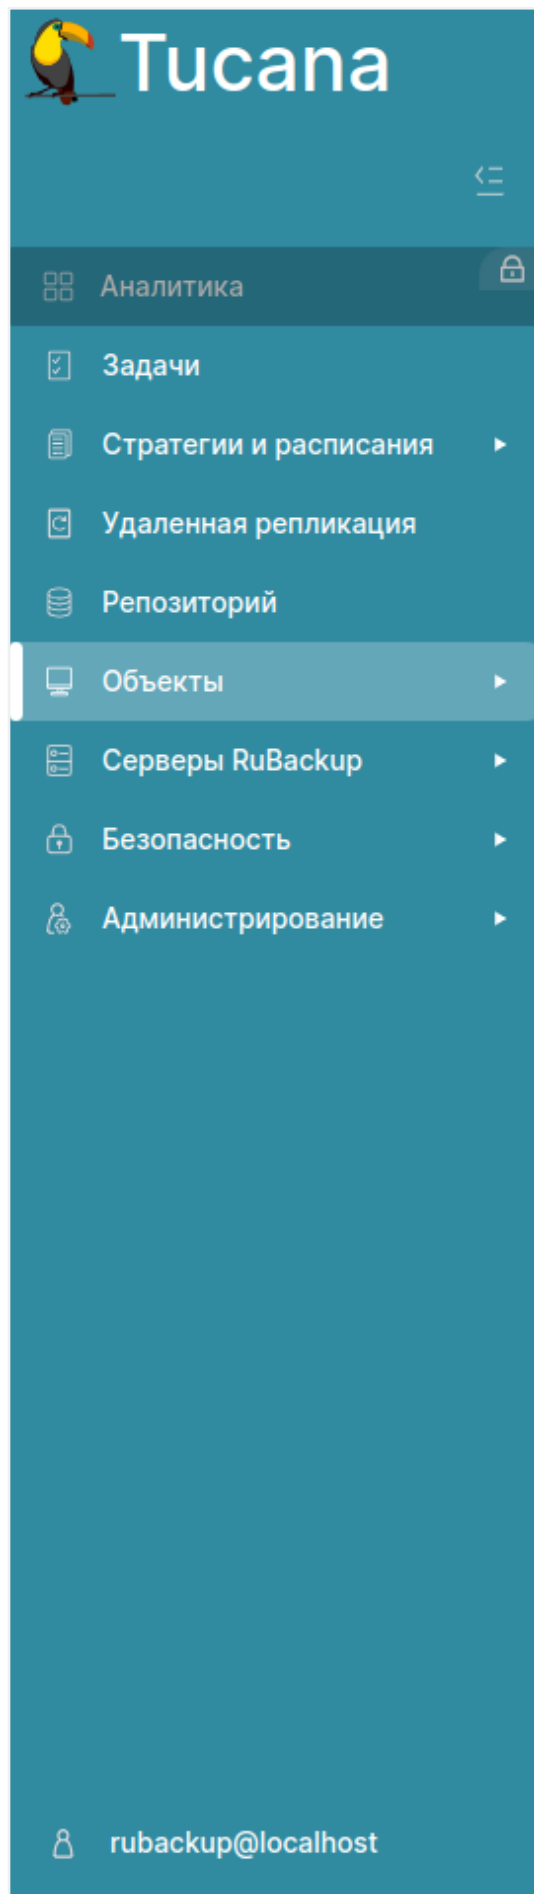 Tucana
Аналитика
Задачи
Стратегии и расписания
Удаленная репликация
Репозиторий
Объекты
Серверы RuBackup
Безопасность
Администрирование
rubackup@localhost